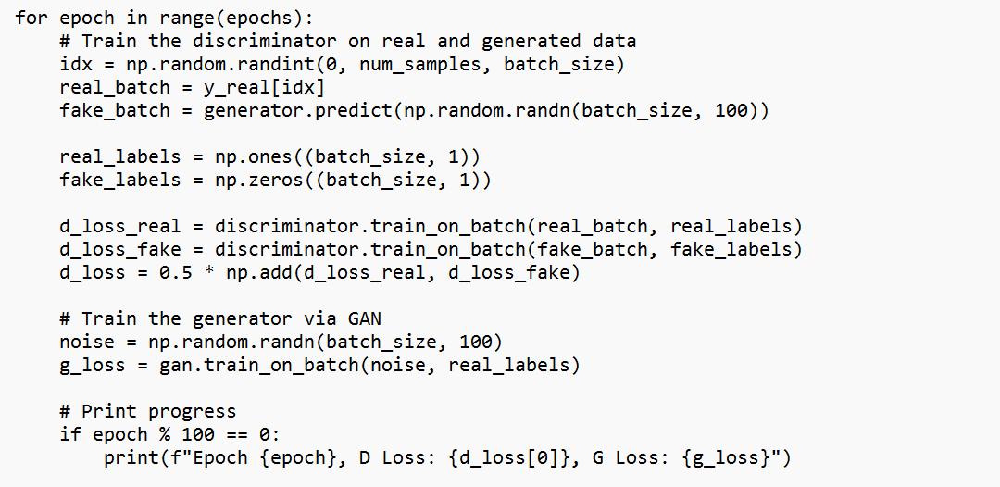 for epoch in range(epochs):
    # Train the discriminator on real and generated data
    idx = np.random.randint(0, num_samples, batch_size)
    real_batch = y_real[idx]
    fake_batch = generator.predict(np.random.randn(batch_size, 100))

    real_labels = np.ones((batch_size, 1))
    fake_labels = np.zeros((batch_size, 1))

    d_loss_real = discriminator.train_on_batch(real_batch, real_labels)
    d_loss_fake = discriminator.train_on_batch(fake_batch, fake_labels)
    d_loss = 0.5 * np.add(d_loss_real, d_loss_fake)

    # Train the generator via GAN
    noise = np.random.randn(batch_size, 100)
    g_loss = gan.train_on_batch(noise, real_labels)

    # Print progress
    if epoch % 100 == 0:
        print(f"Epoch {epoch}, D Loss: {d_loss[0]}, G Loss: {g_loss}")